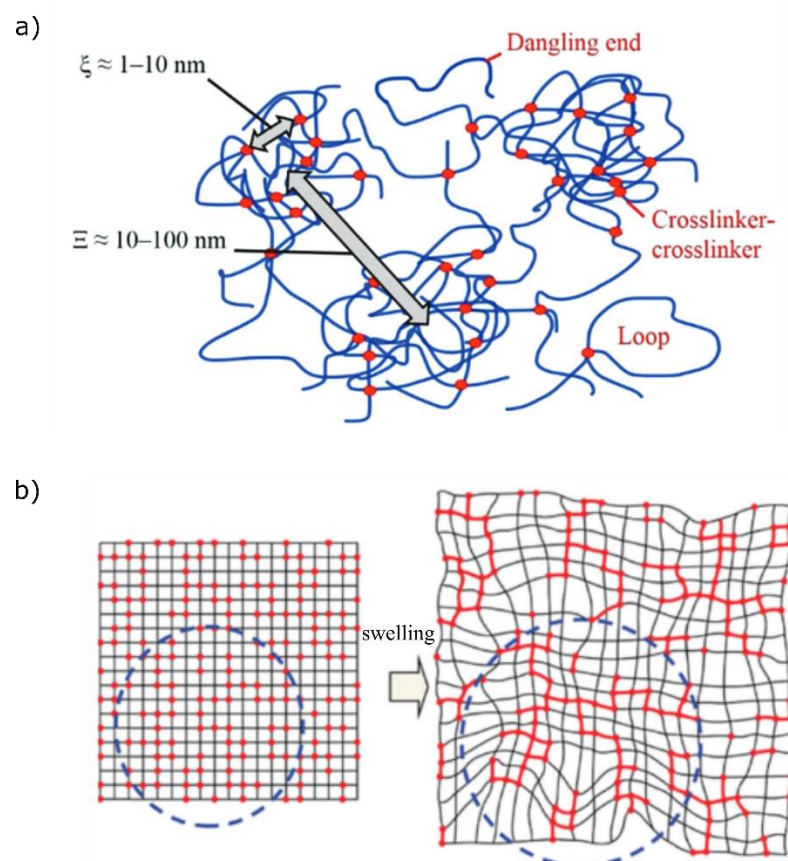 a)
Dangling end
ξ ≈ 1–10 nm
Crosslinker-
crosslinker
Ξ ≈ 10–100 nm
Loop
b)
swelling